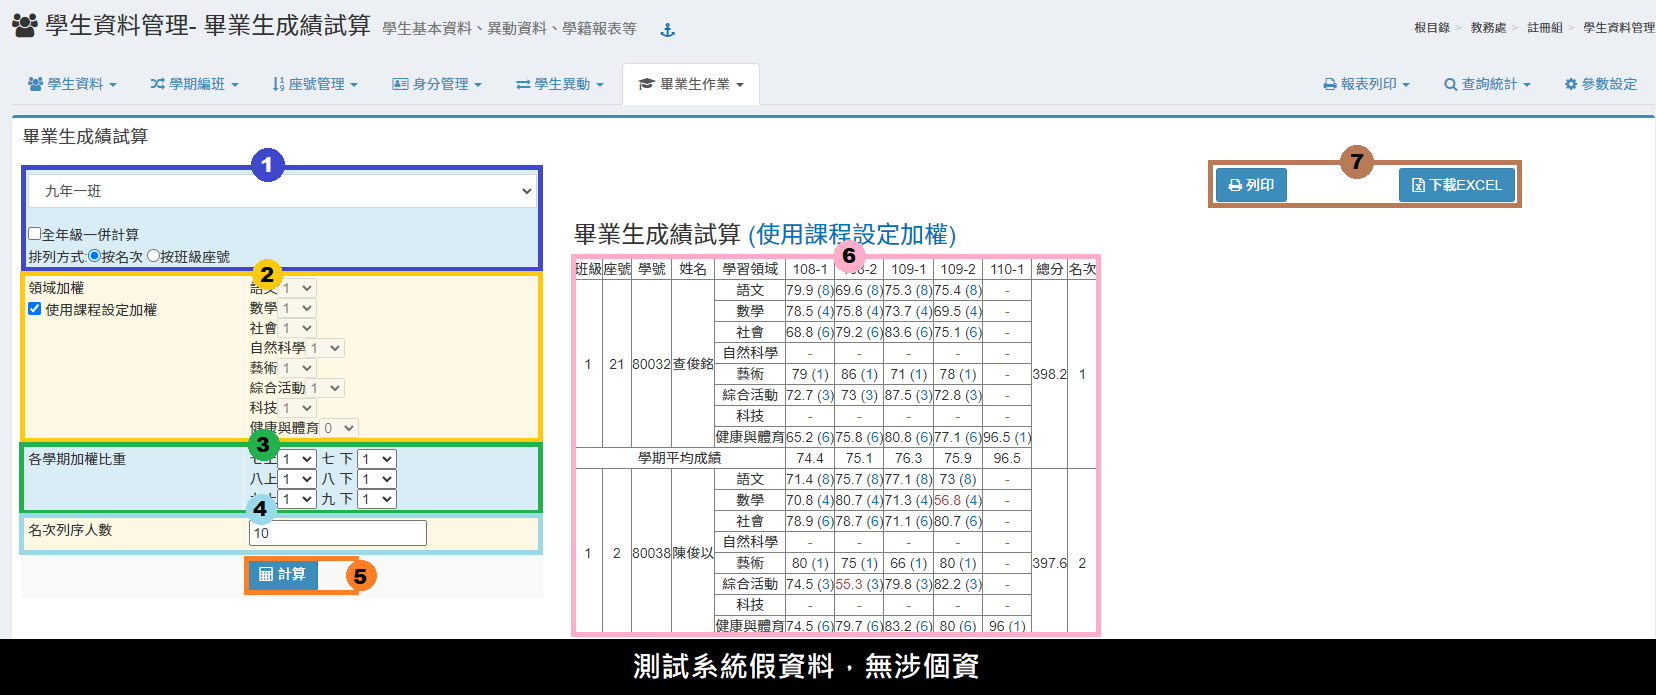 學生資料管理- 畢業生成績試算 學生基本資料、異動資料、學籍報表等
根目錄 > 教務處 > 註冊組 > 學生資料管理
學生資料 學期編班 座號管理 身分管理 學生異動 畢業生作業 報表列印 查詢統計 參數設定
畢業生成績試算
1
九年一班
全年級一併計算
排列方式:按名次 按班級座號
2
領域加權
使用課程設定加權
語文 1
數學 1
社會 1
自然科學 1
藝術 1
綜合活動 1
科技 1
健康與體育 0
3
各學期加權比重
七上 1 七 下 1
八上 1 八 下 1
1 九 下 1
4
名次列序人數
10
計算
5
7
列印 下載EXCEL
畢業生成績試算 (使用課程設定加權)
6
班級 座號 學號 姓名 學習領域 108-1 108-2 109-1 109-2 110-1 總分 名次
語文 79.9 (8) 69.6 (8) 75.3 (8) 75.4 (8) -
數學 78.5 (4) 75.8 (4) 73.7 (4) 69.5 (4) -
社會 68.8 (6) 79.2 (6) 83.6 (6) 75.1 (6) -
自然科學 - - - - -
1 21 80032 查俊銘 藝術 79 (1) 86 (1) 71 (1) 78 (1) - 398.2 1
綜合活動 72.7 (3) 73 (3) 87.5 (3) 72.8 (3) -
科技 - - - - -
健康與體育 65.2 (6) 75.8 (6) 80.8 (6) 77.1 (6) 96.5 (1)
學期平均成績 74.4 75.1 76.3 75.9 96.5
語文 71.4 (8) 75.7 (8) 77.1 (8) 73 (8) -
數學 70.8 (4) 80.7 (4) 71.3 (4) 56.8 (4) -
社會 78.9 (6) 78.7 (6) 71.1 (6) 80.7 (6) -
自然科學 - - - - -
1 2 80038 陳俊以 藝術 80 (1) 75 (1) 66 (1) 80 (1) - 397.6 2
綜合活動 74.5 (3) 55.3 (3) 79.8 (3) 82.2 (3) -
科技 - - - - -
健康與體育 74.5 (6) 79.7 (6) 83.2 (6) 80 (6) 96 (1)
測試系統假資料，無涉個資